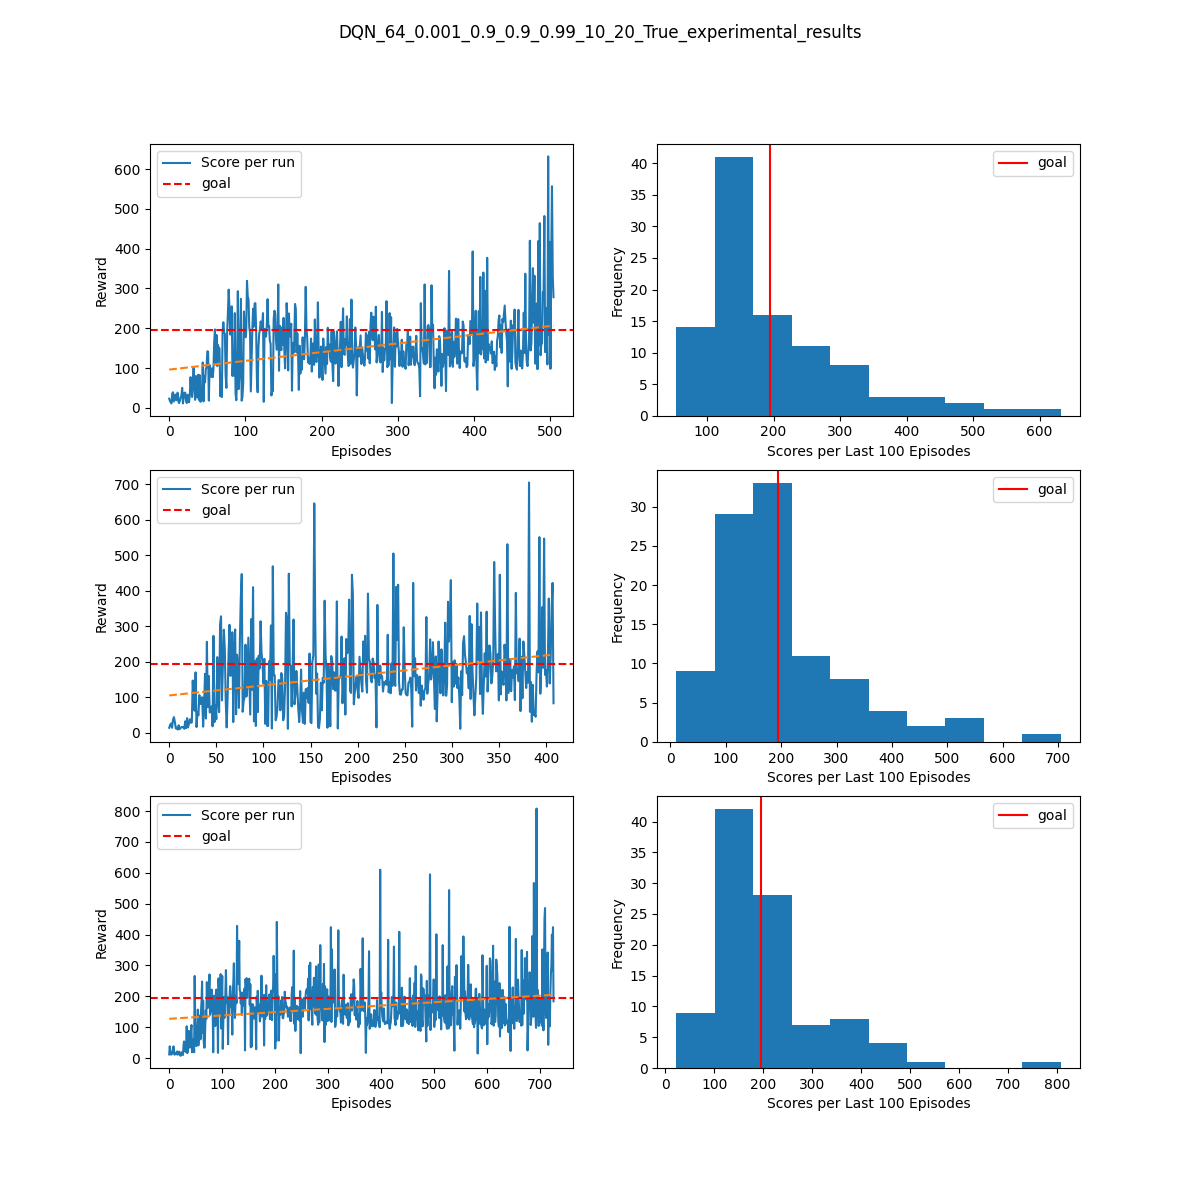 DQN_64_0.001_0.9_0.9_0.99_10_20_True_experimental_results
Score per run
goal
600
500
400
300
200
100
0
Reward
0 100 200 300 400 500
Episodes
goal
40
35
30
25
20
15
10
5
0
Frequency
100 200 300 400 500 600
Scores per Last 100 Episodes
Score per run
goal
700
600
500
400
300
200
100
0
Reward
0 50 100 150 200 250 300 350 400
Episodes
goal
30
25
20
15
10
5
0
Frequency
0 100 200 300 400 500 600 700
Scores per Last 100 Episodes
Score per run
goal
800
700
600
500
400
300
200
100
0
Reward
0 100 200 300 400 500 600 700
Episodes
goal
40
35
30
25
20
15
10
5
0
Frequency
0 100 200 300 400 500 600 700 800
Scores per Last 100 Episodes